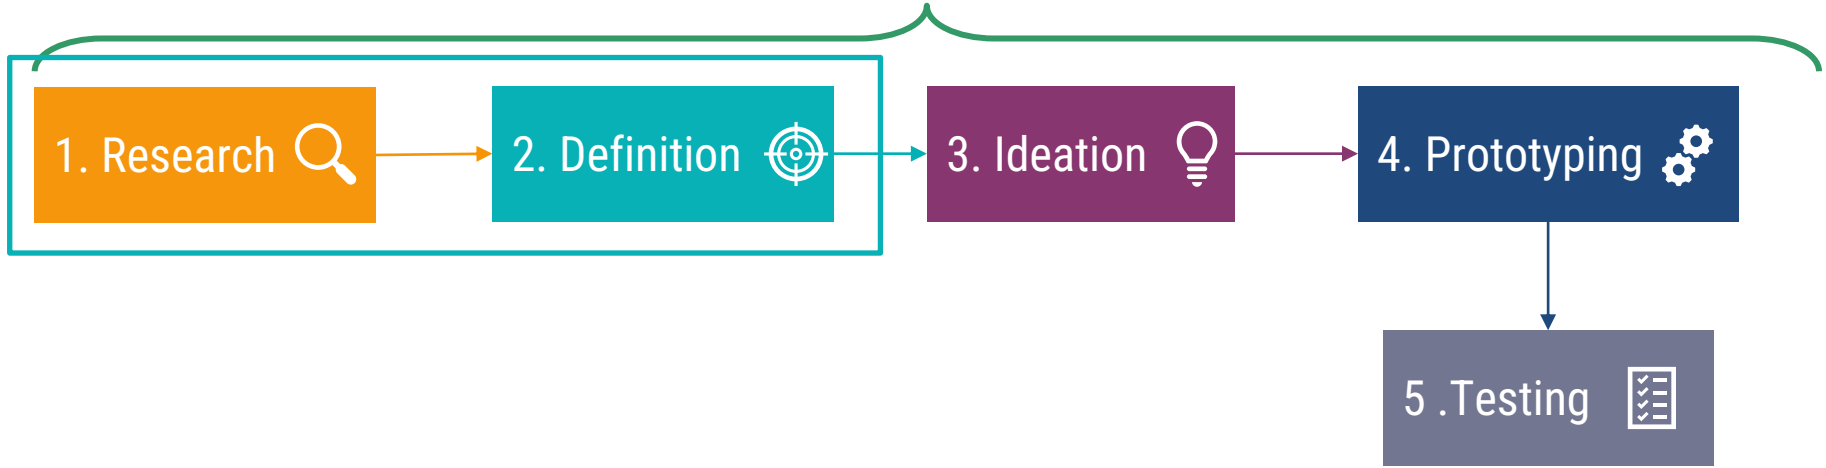 1. Research
2. Definition
3. Ideation
4. Prototyping
5 .Testing